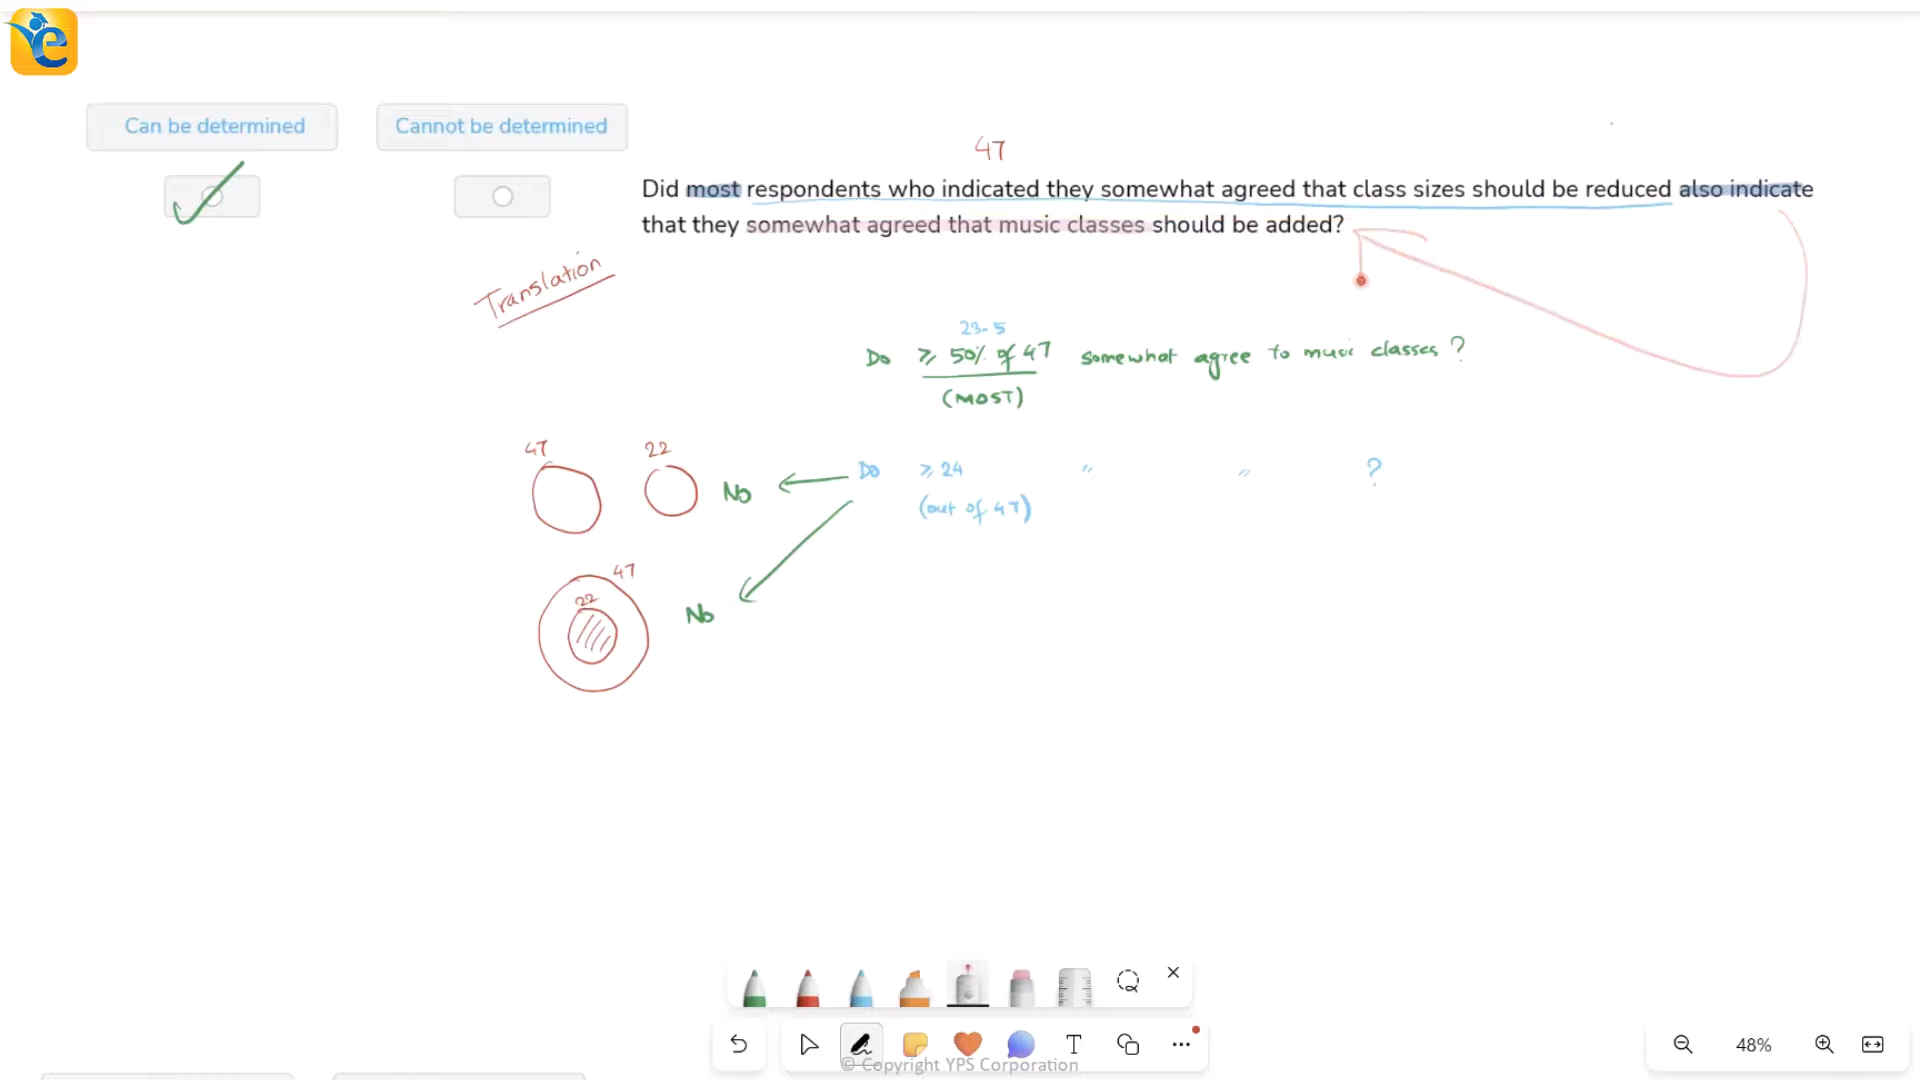 e
Can be determined
Cannot be determined
47
Did most respondents who indicated they somewhat agreed that class sizes should be reduced also indicate
that they somewhat agreed that music classes should be added?
Translation
23.5
Do ⩾ 50% of 47 somewhat agree to music classes ?
(MOST)
47
22
No
Do ⩾ 24 " " ?
(out of 47)
47
22
No
T
48%
© Copyright YPS Corporation